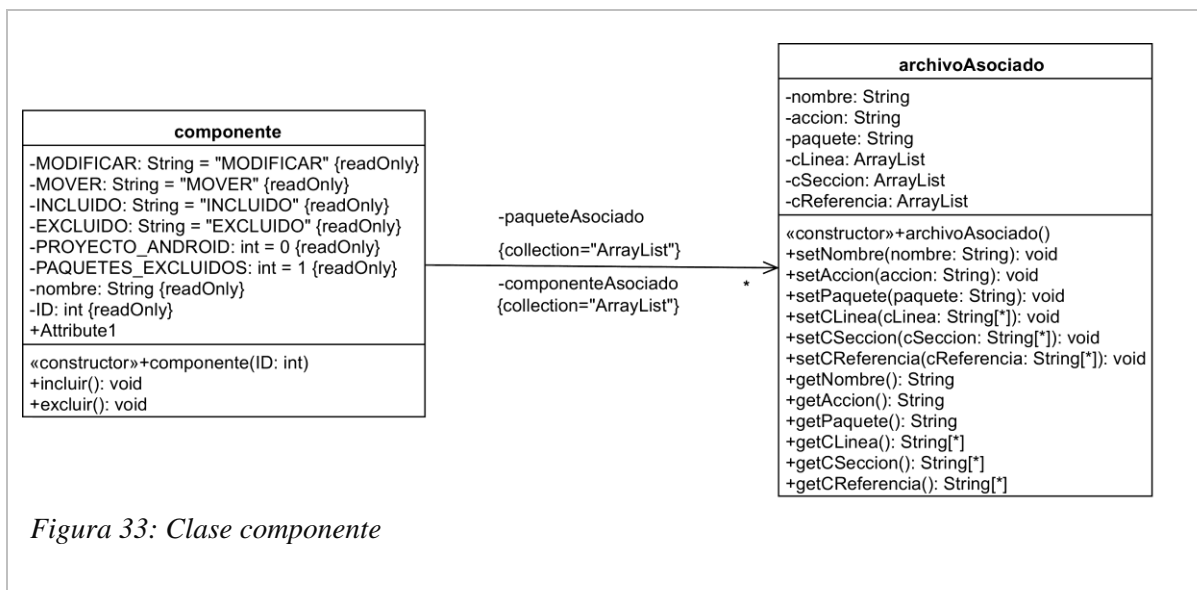 componente
-MODIFICAR: String = "MODIFICAR" {readOnly}
-MOVER: String = "MOVER" {readOnly}
-INCLUIDO: String = "INCLUIDO" {readOnly}
-EXCLUIDO: String = "EXCLUIDO" {readOnly}
-PROYECTO_ANDROID: int = 0 {readOnly}
-PAQUETES_EXCLUIDOS: int = 1 {readOnly}
-nombre: String {readOnly}
-ID: int {readOnly}
+Attribute1
«constructor»+componente(ID: int)
+incluir(): void
+excluir(): void
-paqueteAsociado
{collection="ArrayList"}
-componenteAsociado *
{collection="ArrayList"}
archivoAsociado
-nombre: String
-accion: String
-paquete: String
-cLinea: ArrayList
-cSeccion: ArrayList
-cReferencia: ArrayList
«constructor»+archivoAsociado()
+setNombre(nombre: String): void
+setAccion(accion: String): void
+setPaquete(paquete: String): void
+setCLinea(cLinea: String[*]): void
+setCSeccion(cSeccion: String[*]): void
+setCReferencia(cReferencia: String[*]): void
+getNombre(): String
+getAccion(): String
+getPaquete(): String
+getCLinea(): String[*]
+getCSeccion(): String[*]
+getCReferencia(): String[*]
Figura 33: Clase componente